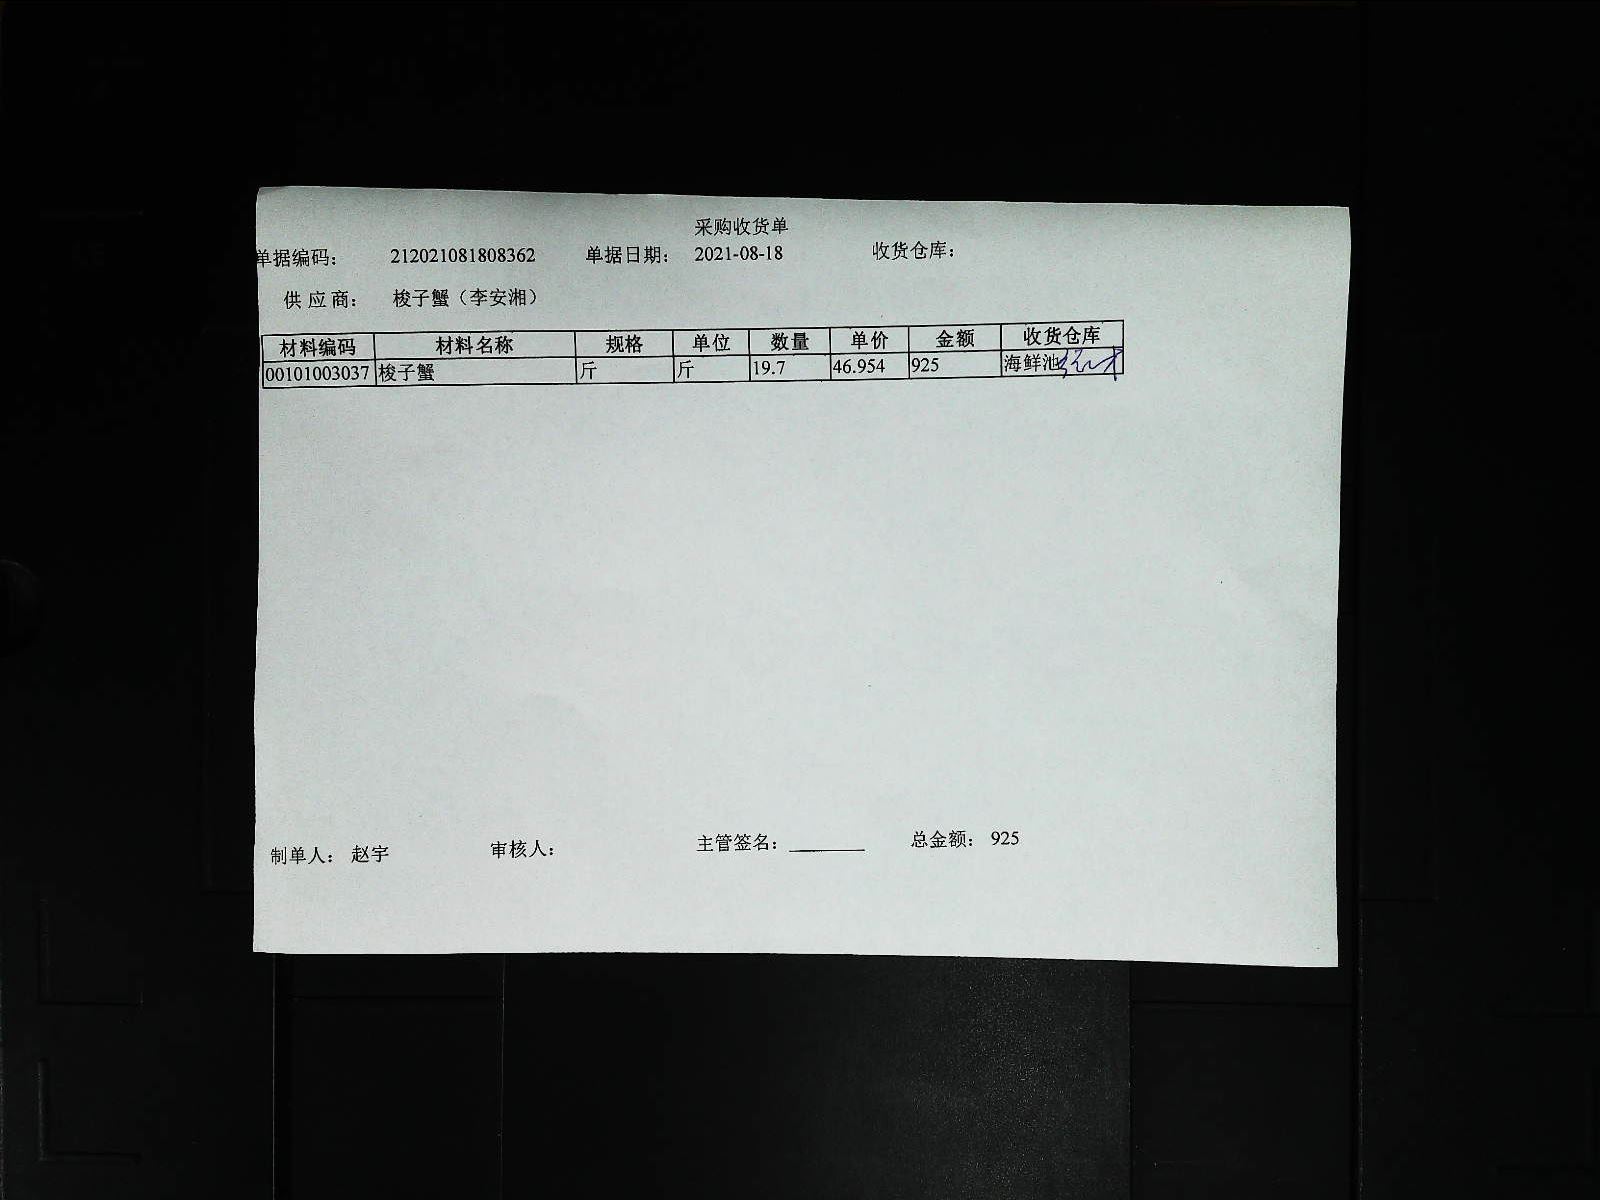 采购收货单
单据编码： 212021081808362 单据日期： 2021-08-18 收货仓库：
供应商： 梭子蟹（李安湘）
材料编码 材料名称 规格 单位 数量 单价 金额 收货仓库
00101003037 梭子蟹 斤 斤 19.7 46.954 925 海鲜池
制单人： 赵宇 审核人： 主管签名： 总金额： 925